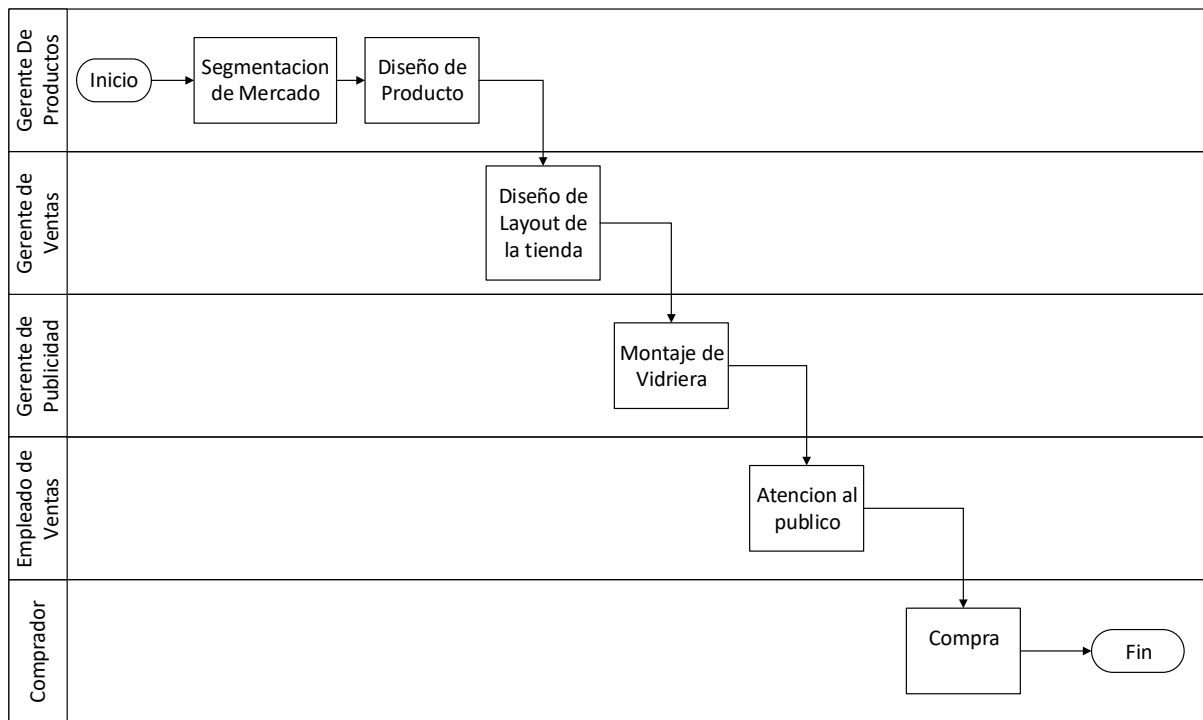 Gerente De
Productos
Inicio
Segmentacion
de Mercado
Diseño de
Producto
Gerente de
Ventas
Diseño de
Layout de
la tienda
Gerente de
Publicidad
Montaje de
Vidriera
Empleado de
Ventas
Atencion al
publico
Comprador
Compra
Fin